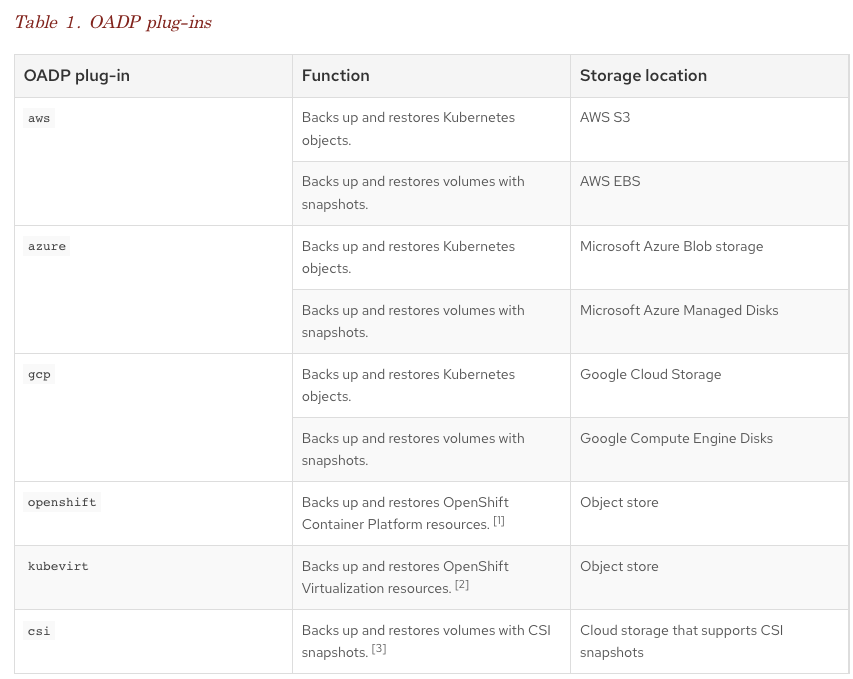 Table 1. OADP plug-ins
OADP plug-in
Function
Storage location
aws
Backs up and restores Kubernetes
objects.
AWS S3
Backs up and restores volumes with
snapshots.
AWS EBS
azure
Backs up and restores Kubernetes
objects.
Microsoft Azure Blob storage
Backs up and restores volumes with
snapshots.
Microsoft Azure Managed Disks
gcp
Backs up and restores Kubernetes
objects.
Google Cloud Storage
Backs up and restores volumes with
snapshots.
Google Compute Engine Disks
openshift
Backs up and restores OpenShift
Container Platform resources. [1]
Object store
kubevirt
Backs up and restores OpenShift
Virtualization resources. [2]
Object store
csi
Backs up and restores volumes with CSI
snapshots. [3]
Cloud storage that supports CSI
snapshots